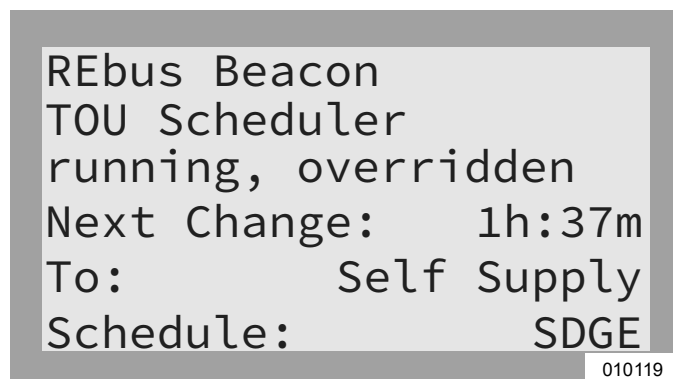 REbus Beacon
TOU Scheduler
running, overridden
Next Change: 1h:37m
To: Self Supply
Schedule: SDGE
010119